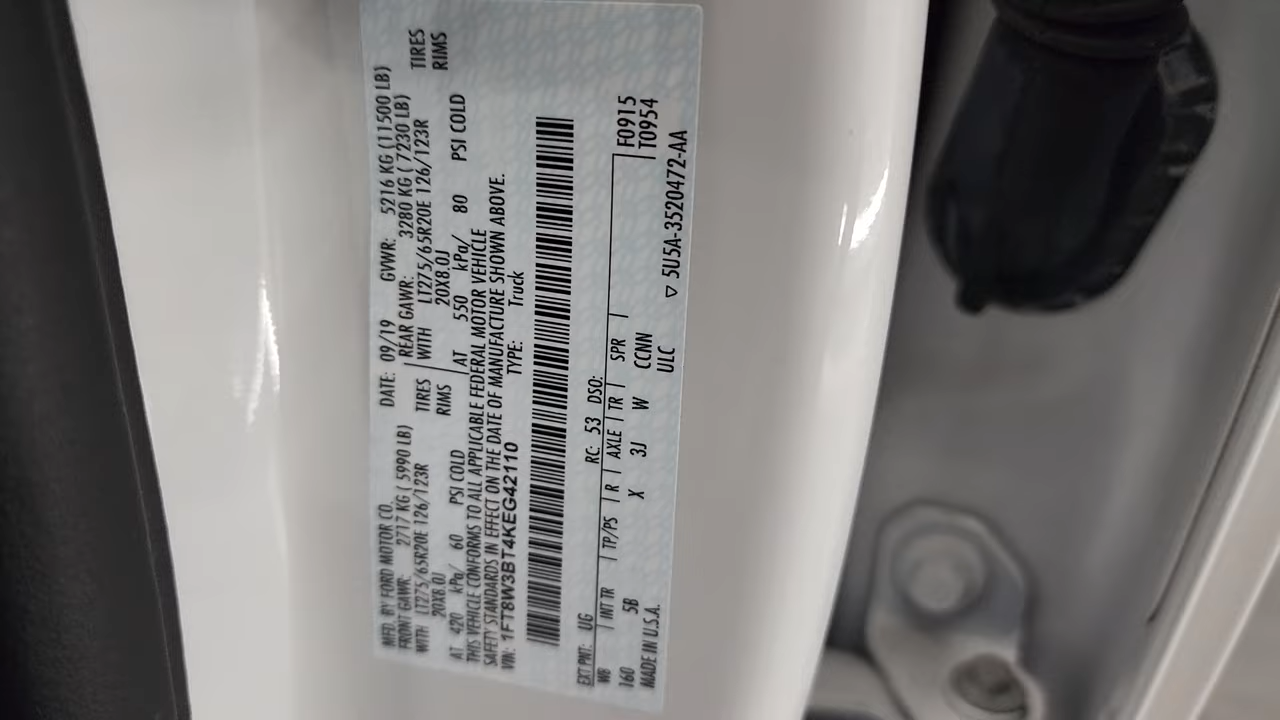 MFD. BY FORD MOTOR CO. DATE: 09/19 GVWR: 5216 KG (11500 LB)
FRONT GAWR: 2717 KG ( 5990 LB) REAR GAWR: 3280 KG ( 7230 LB)
WITH LT275/65R20E 126/123R TIRES WITH LT275/65R20E 126/123R TIRES
20X8.0J RIMS 20X8.0J RIMS
AT 420 kPa/ 60 PSI COLD AT 550 kPa/ 80 PSI COLD
THIS VEHICLE CONFORMS TO ALL APPLICABLE FEDERAL MOTOR VEHICLE
SAFETY STANDARDS IN EFFECT ON THE DATE OF MANUFACTURE SHOWN ABOVE.
VIN: 1FT8W3BT4KEG42110 TYPE: Truck
EXT PNT: UG RC: 53 DSO:
WB INT TR TP/PS R AXLE TR SPR F0915
160 5B X 3J W CCNN T0954
MADE IN U.S.A. ULC
▽ 5U5A-3520472-AA